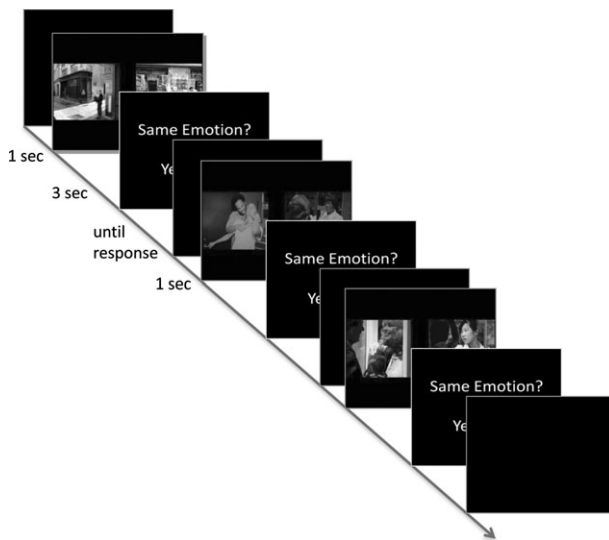 Same Emotion?
Ye
1 sec
3 sec
until
response
1 sec
Same Emotion?
Ye
Same Emotion?
Ye